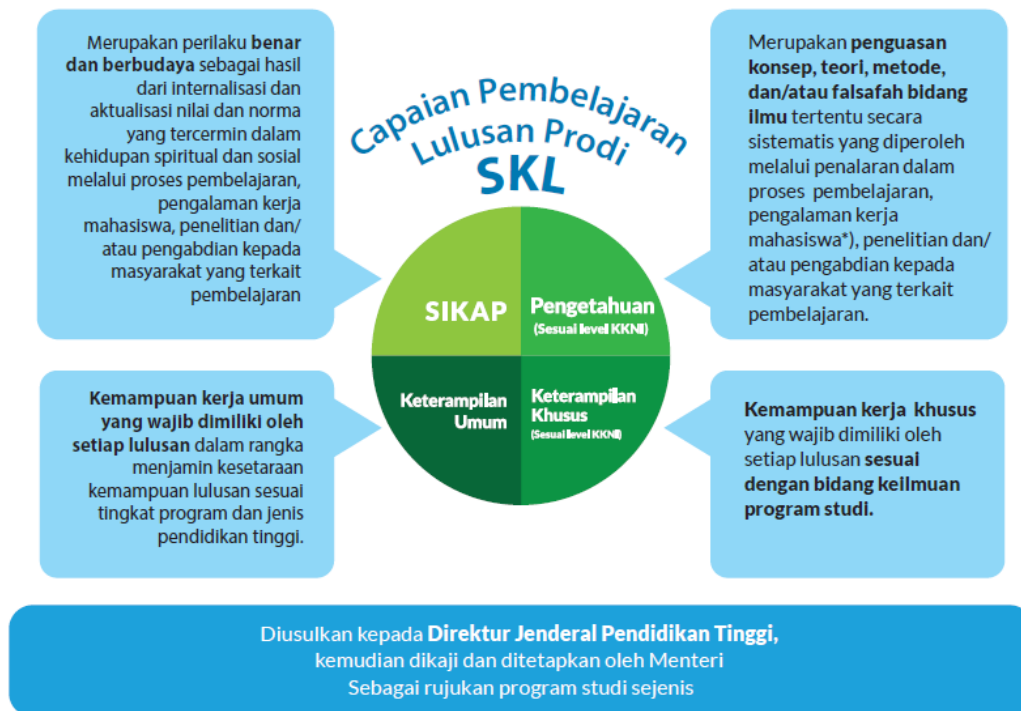 Merupakan perilaku benar
dan berbudaya sebagai hasil
dari internalisasi dan
aktualisasi nilai dan norma
yang tercermin dalam
kehidupan spiritual dan sosial
melalui proses pembelajaran,
pengalaman kerja
mahasiswa, penelitian dan/
atau pengabdian kepada
masyarakat yang terkait
pembelajaran
Capaian Pembelajaran
Lulusan Prodi
SKL
Merupakan penguasan
konsep, teori, metode,
dan/atau falsafah bidang
ilmu tertentu secara
sistematis yang diperoleh
melalui penalaran dalam
proses pembelajaran,
pengalaman kerja
mahasiswa*), penelitian dan/
atau pengabdian kepada
masyarakat yang terkait
pembelajaran.
SIKAP
Pengetahuan
(Sesuai level KKNI)
Keterampilan
Umum
Keterampilan
Khusus
(Sesuai level KKNI)
Kemampuan kerja umum
yang wajib dimiliki oleh
setiap lulusan dalam rangka
menjamin kesetaraan
kemampuan lulusan sesuai
tingkat program dan jenis
pendidikan tinggi.
Kemampuan kerja khusus
yang wajib dimiliki oleh
setiap lulusan sesuai
dengan bidang keilmuan
program studi.
Diusulkan kepada Direktur Jenderal Pendidikan Tinggi,
kemudian dikaji dan ditetapkan oleh Menteri
Sebagai rujukan program studi sejenis